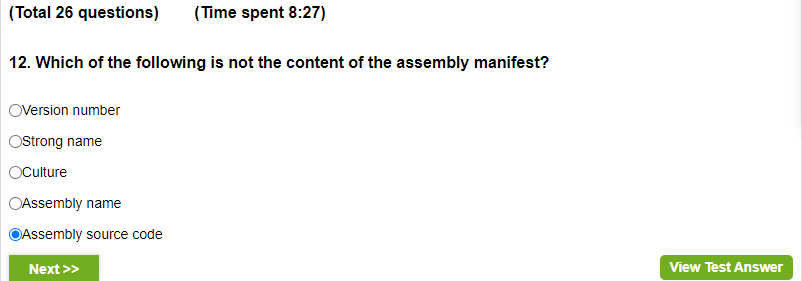 (Total 26 questions) (Time spent 8:27)
12. Which of the following is not the content of the assembly manifest?
Version number
Strong name
Culture
Assembly name
Assembly source code
Next >> View Test Answer